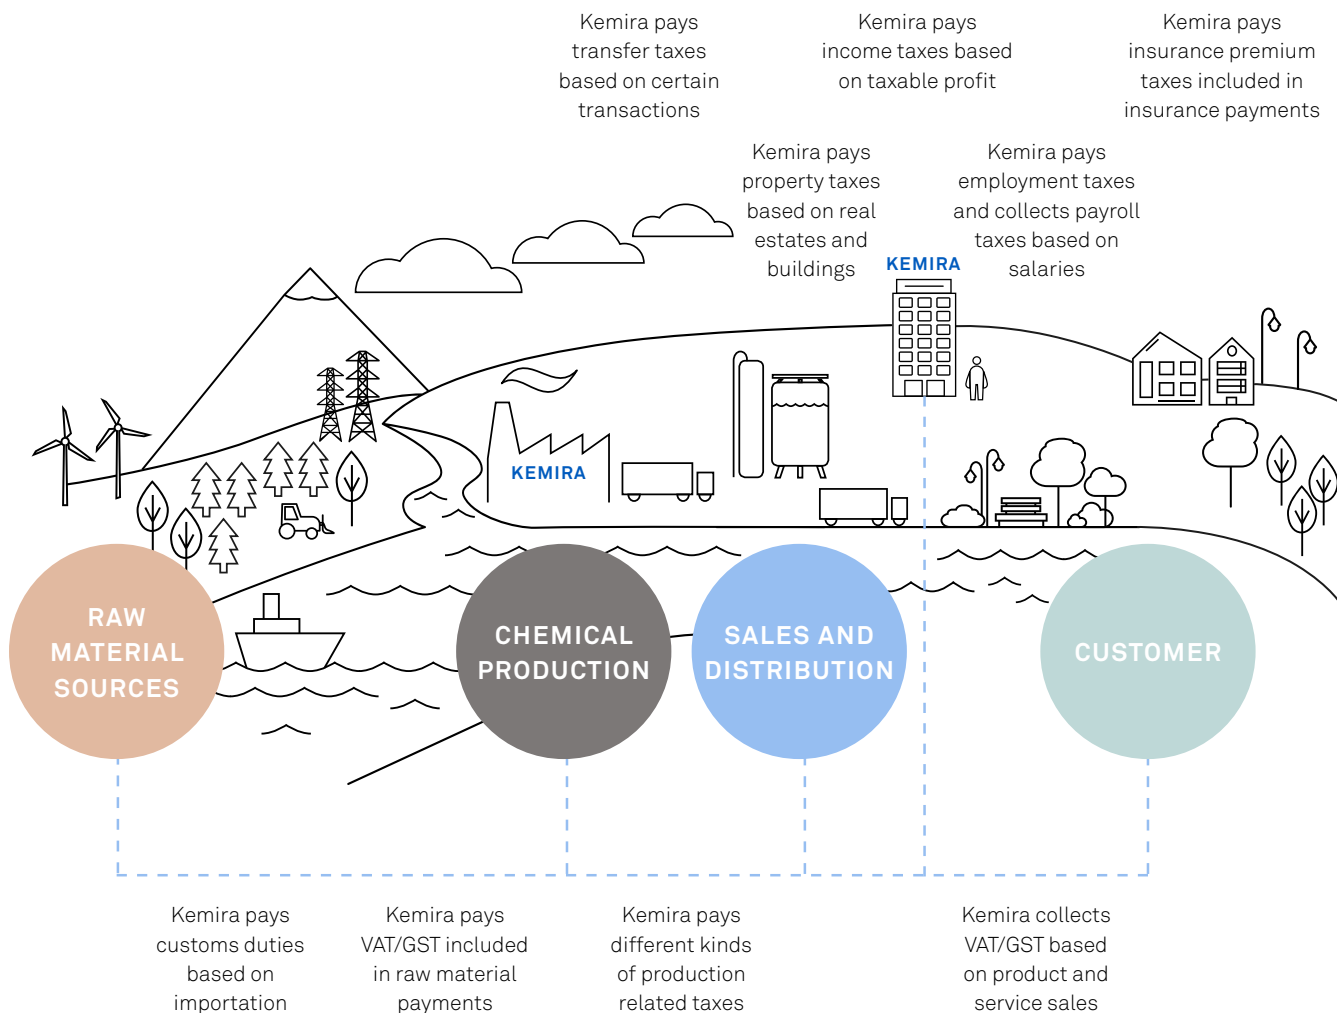 Kemira pays
transfer taxes
based on certain
transactions
Kemira pays
income taxes based
on taxable profit
Kemira pays
insurance premium
taxes included in
insurance payments
Kemira pays
property taxes
based on real
estates and
buildings
Kemira pays
employment taxes
and collects payroll
taxes based on
salaries
KEMIRA
KEMIRA
RAW
MATERIAL
SOURCES
CHEMICAL
PRODUCTION
SALES AND
DISTRIBUTION
CUSTOMER
Kemira pays
customs duties
based on
importation
Kemira pays
VAT/GST included
in raw material
payments
Kemira pays
different kinds
of production
related taxes
Kemira collects
VAT/GST based
on product and
service sales